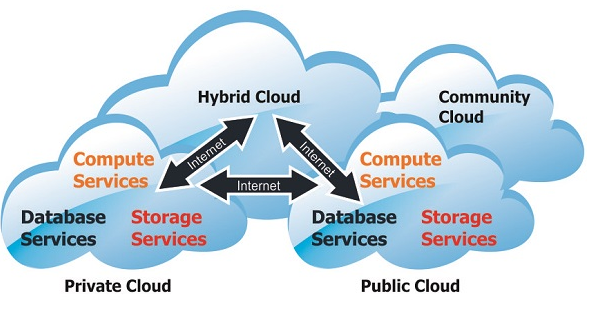 Hybrid Cloud
Community
Cloud
Internet
Internet
Internet
Compute
Services
Database
Services
Storage
Services
Private Cloud
Compute
Services
Database
Services
Storage
Services
Public Cloud